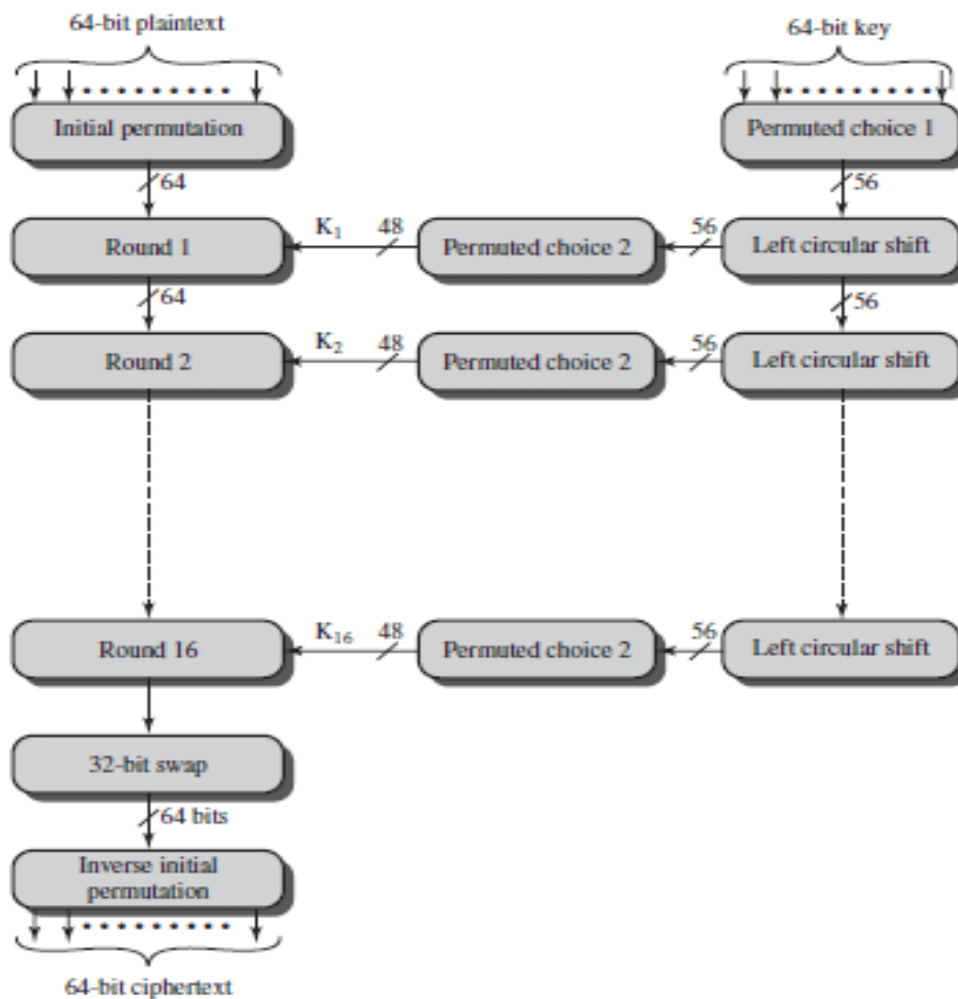 64-bit plaintext
64-bit key
Initial permutation
Permuted choice 1
64
56
Round 1
K1
48
Permuted choice 2
56
Left circular shift
64
56
Round 2
K2
48
Permuted choice 2
56
Left circular shift
Round 16
K16
48
Permuted choice 2
56
Left circular shift
32-bit swap
64 bits
Inverse initial
permutation
64-bit ciphertext